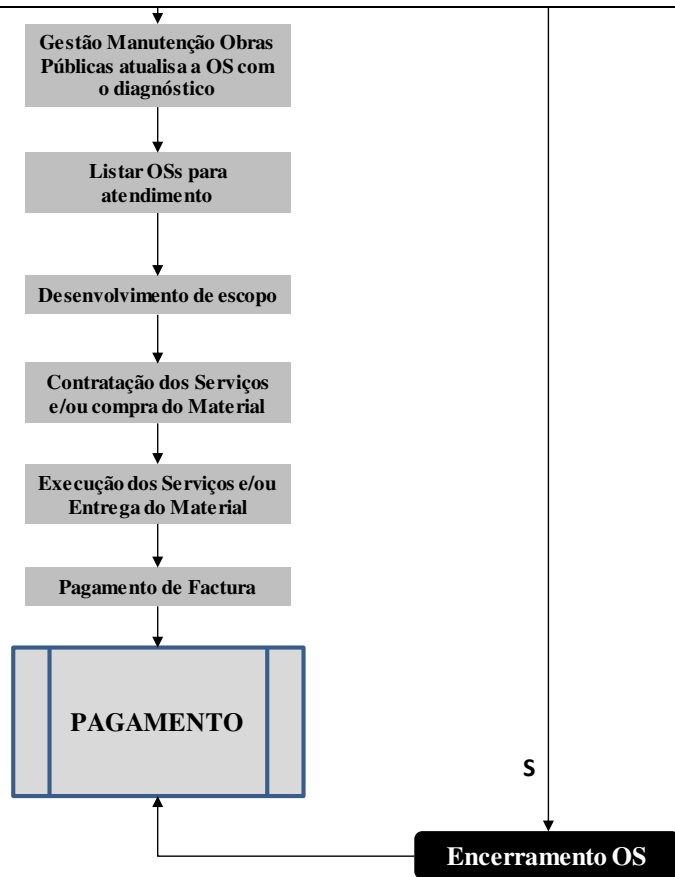 Gestão Manutenção Obras
Públicas atualisa a OS com
o diagnóstico
Listar OSs para
atendimento
Desenvolvimento de escopo
Contratação dos Serviços
e/ou compra do Material
Execução dos Serviços e/ou
Entrega do Material
Pagamento de Factura
PAGAMENTO
S
Encerramento OS